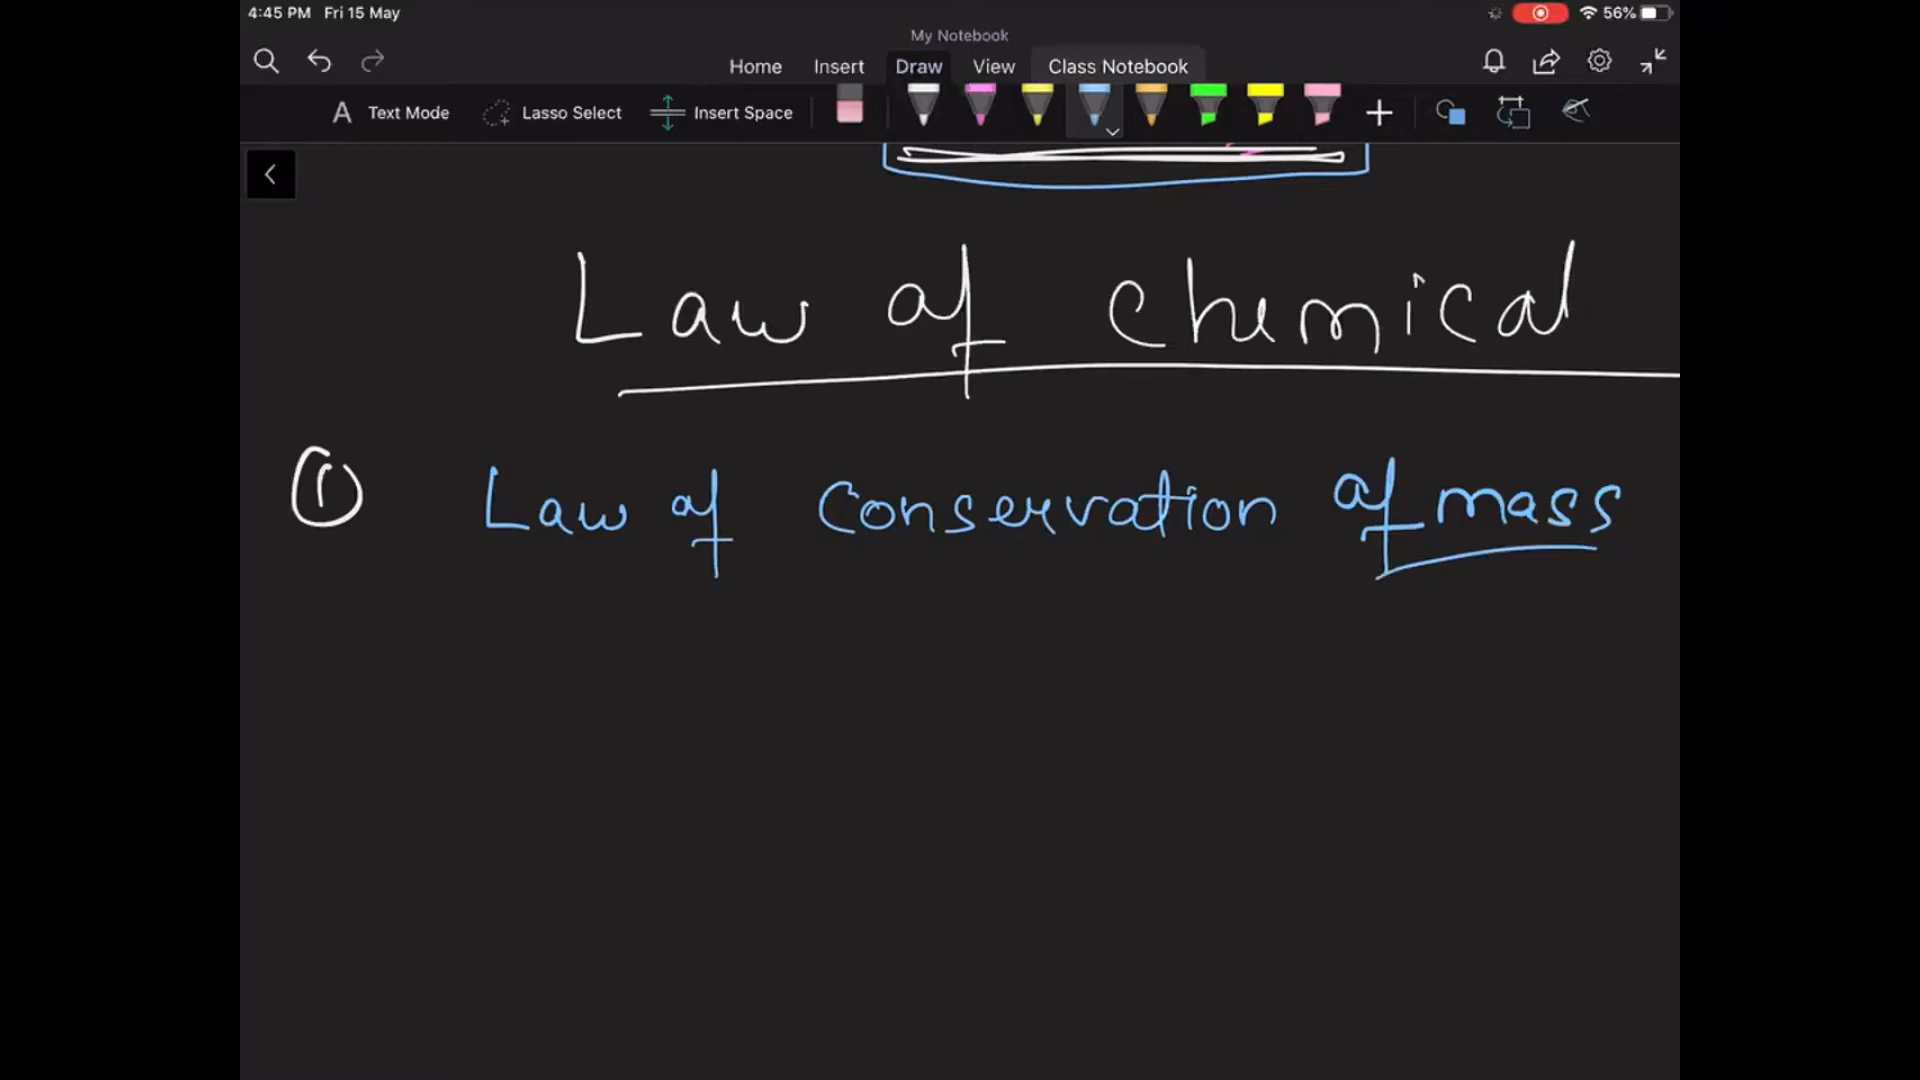 4:45 PM Fri 15 May 56%
My Notebook
Home Insert Draw View Class Notebook
A Text Mode Lasso Select Insert Space
Law of chemical
① Law of conservation of mass